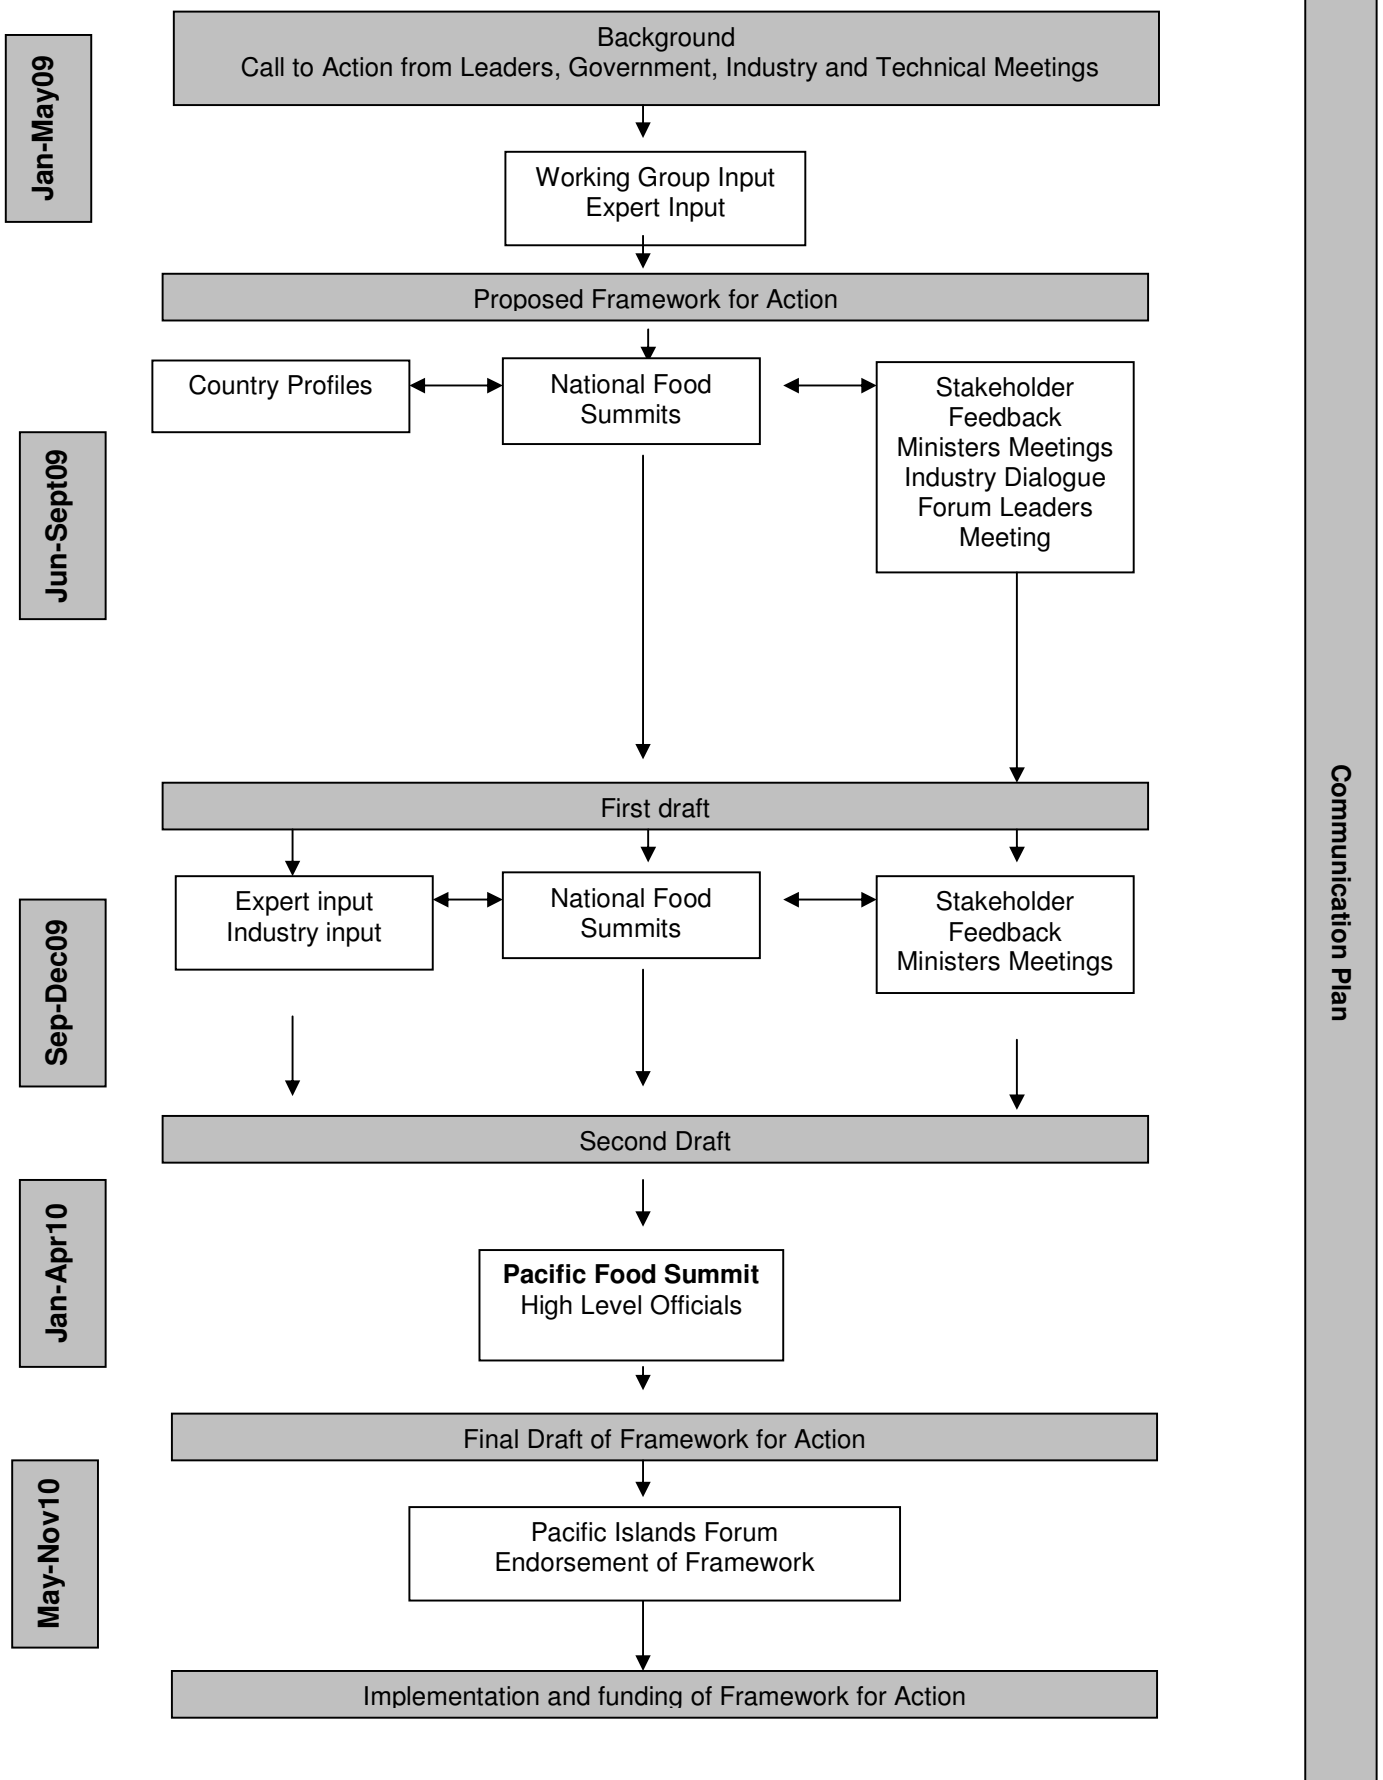 Background
Call to Action from Leaders, Government, Industry and Technical Meetings
Jan-May09
Working Group Input
Expert Input
Proposed Framework for Action
Country Profiles
National Food
Summits
Stakeholder
Feedback
Ministers Meetings
Industry Dialogue
Forum Leaders
Meeting
Jun-Sept09
First draft
Expert input
Industry input
National Food
Summits
Stakeholder
Feedback
Ministers Meetings
Sep-Dec09
Second Draft
Jan-Apr10
Pacific Food Summit
High Level Officials
Final Draft of Framework for Action
May-Nov10
Pacific Islands Forum
Endorsement of Framework
Implementation and funding of Framework for Action
Communication Plan